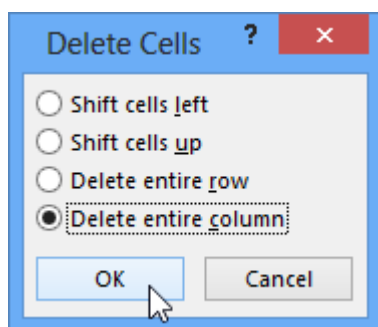 Delete Cells ? ×
Shift cells left
Shift cells up
Delete entire row
Delete entire column
OK Cancel